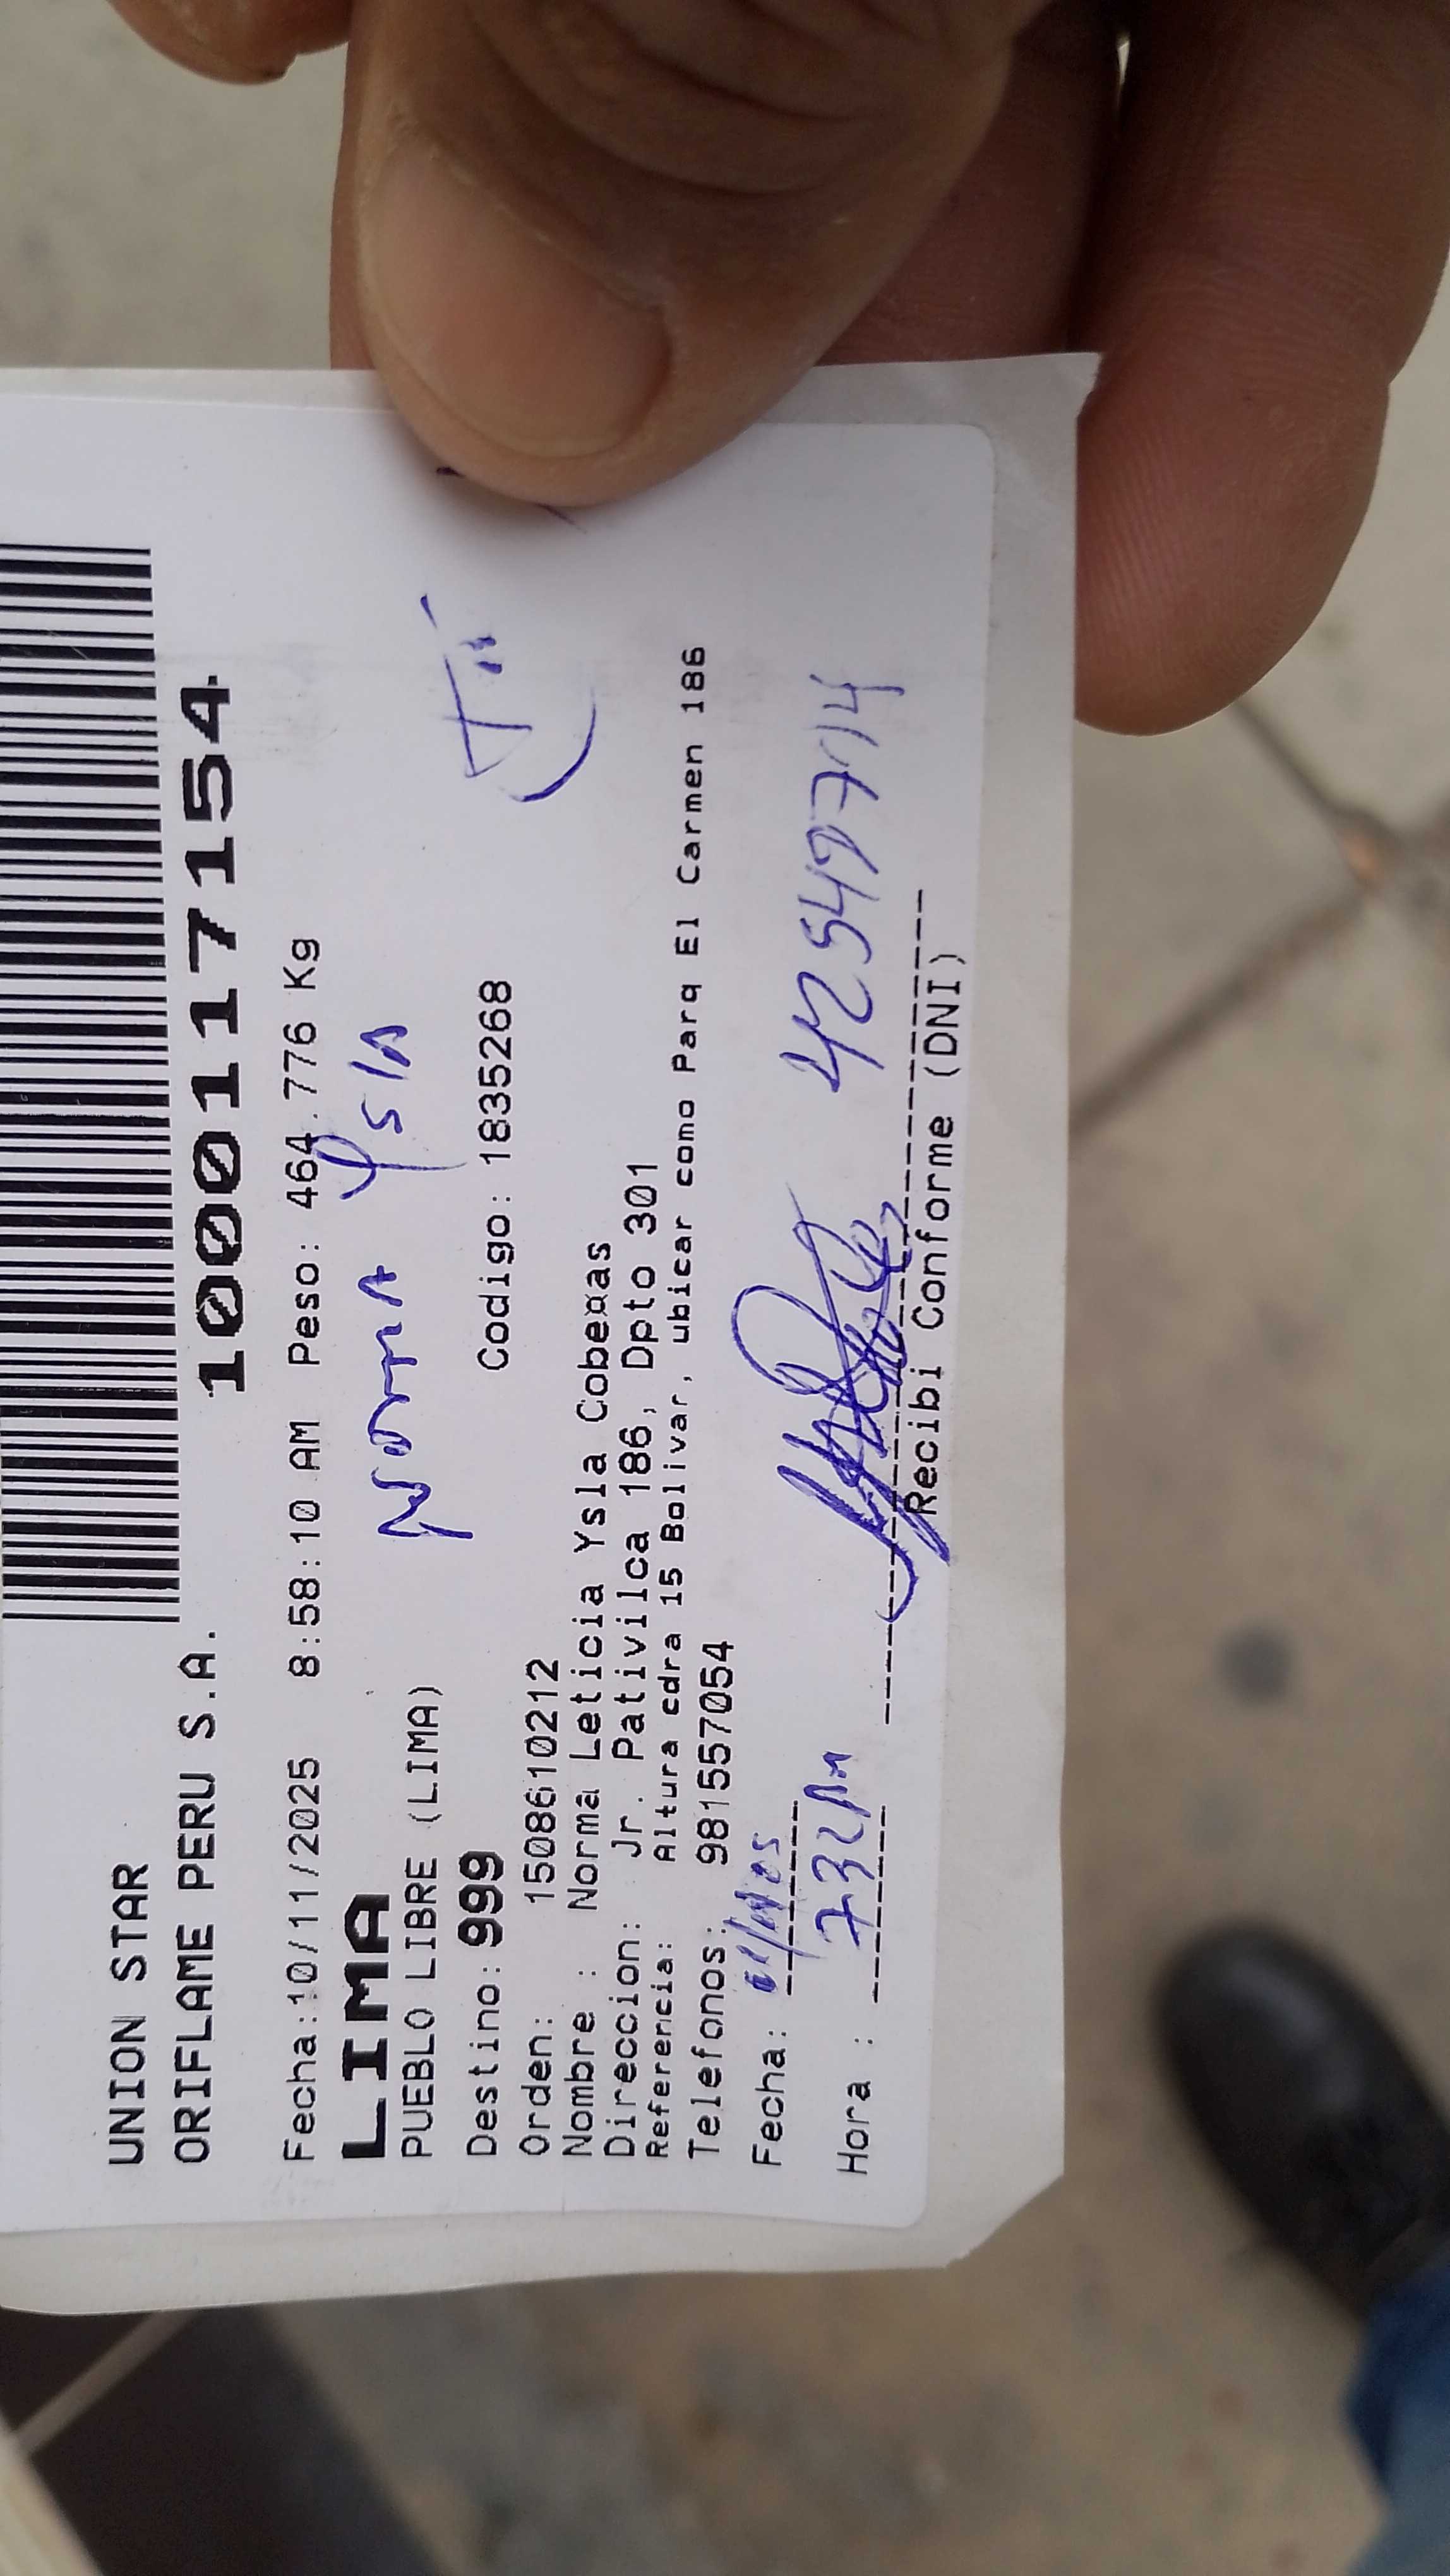 UNION STAR
ORIFLAME PERU S.A.
1000117154
Fecha:10/11/2025 8:58:10 AM Peso: 464.776 Kg
LIMA
Norma Ysla
PUEBLO LIBRE (LIMA)
Destino: 999 Codigo: 1835268
Orden: 1508610212
Nombre : Norma Leticia Ysla Cobeñas
Direccion: Jr. Pativilca 186, Dpto 301
Referencia: Altura cdra 15 Bolivar, ubicar como Parq El Carmen 186
Telefonos: 981557054
Fecha:
Hora : 732 Pm
42549714
Recibi Conforme (DNI)